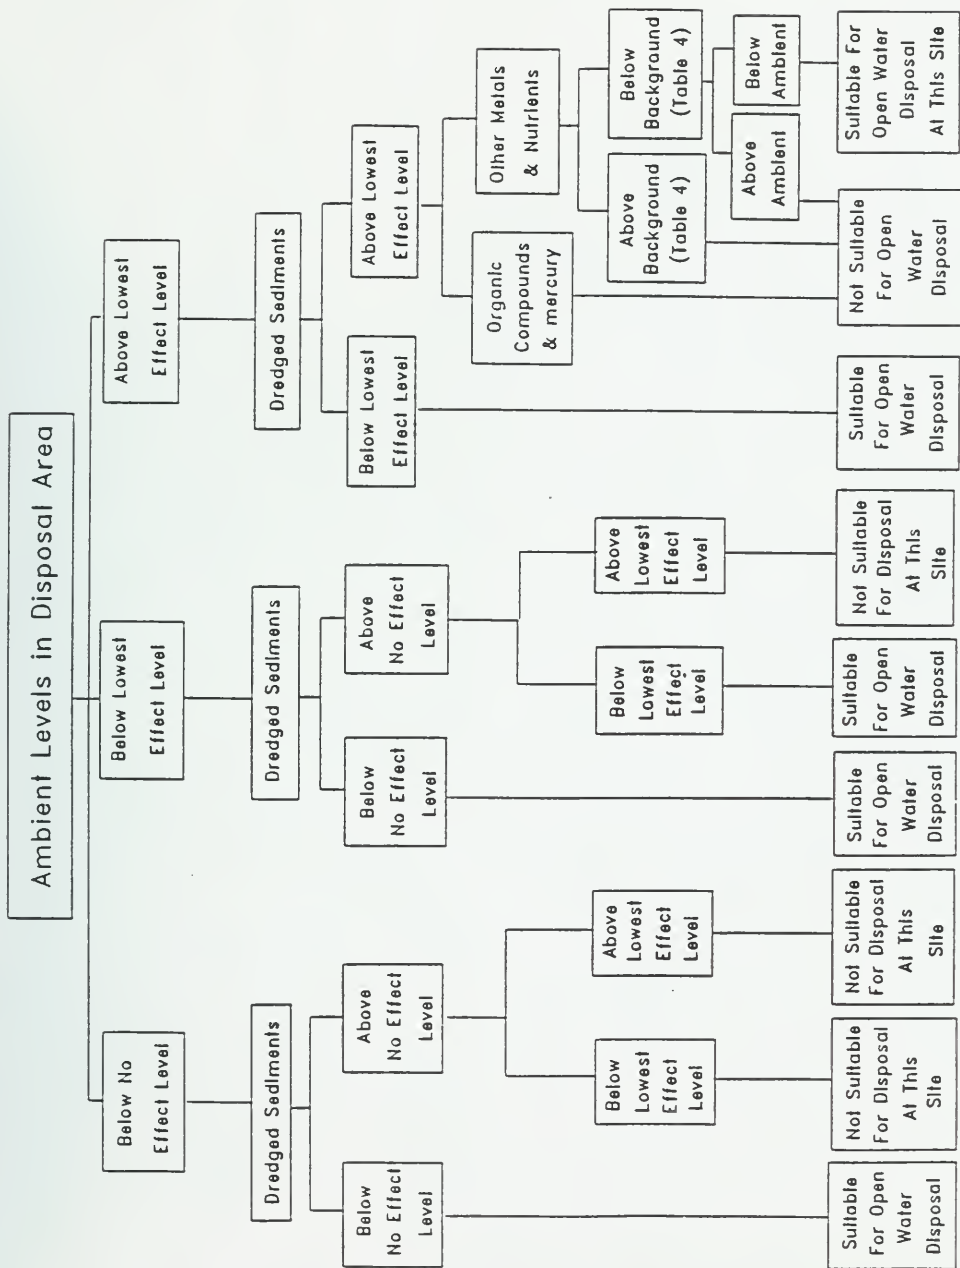 Ambient Levels in Disposal Area
Below No
Effect Level
Below Lowest
Effect Level
Above Lowest
Effect Level
Dredged Sediments
Dredged Sediments
Dredged Sediments
Below
No Effect
Level
Above
No Effect
Level
Below
No Effect
Level
Above
No Effect
Level
Below Lowest
Effect Level
Above Lowest
Effect Level
Organic
Compounds
& mercury
Other Metals
& Nutrients
Below
Lowest
Effect
Level
Above
Lowest
Effect
Level
Below
Lowest
Effect
Level
Above
Lowest
Effect
Level
Above
Background
(Table 4)
Below
Background
(Table 4)
Above
Ambient
Below
Ambient
Suitable
For Open
Water
Disposal
Not Suitable
For Disposal
At This
Site
Not Suitable
For Disposal
At This
Site
Suitable
For Open
Water
Disposal
Suitable
For Open
Water
Disposal
Not Suitable
For Disposal
At This
Site
Suitable
For Open
Water
Disposal
Not Suitable
For Open
Water
Disposal
Suitable For
Open Water
Disposal
At This Site